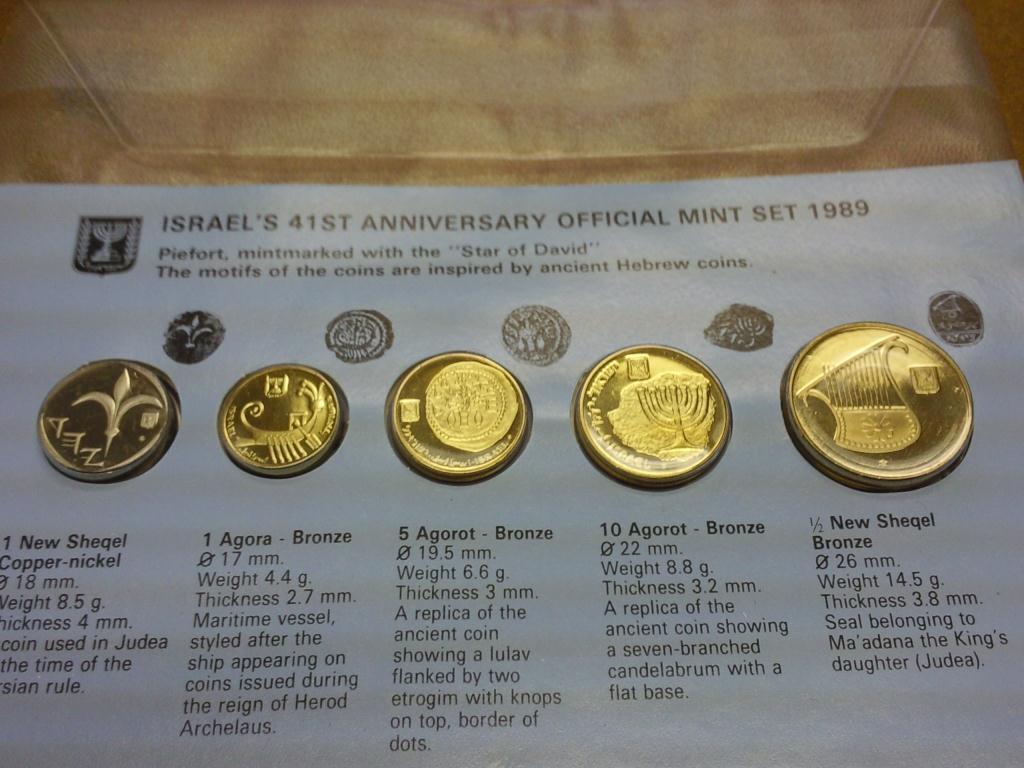 ISRAEL'S 41ST ANNIVERSARY OFFICIAL MINT SET 1989
Piefort, mintmarked with the "Star of David"
The motifs of the coins are inspired by ancient Hebrew coins.
1 New Sheqel
Copper-nickel
Ø 18 mm.
Weight 8.5 g.
hickness 4 mm.
coin used in Judea
the time of the
rsian rule.
1 Agora - Bronze
Ø 17 mm.
Weight 4.4 g.
Thickness 2.7 mm.
Maritime vessel,
styled after the
ship appearing on
coins issued during
the reign of Herod
Archelaus.
5 Agorot - Bronze
Ø 19.5 mm.
Weight 6.6 g.
Thickness 3 mm.
A replica of the
ancient coin
showing a lulav
flanked by two
etrogim with knops
on top, border of
dots.
10 Agorot - Bronze
Ø 22 mm.
Weight 8.8 g.
Thickness 3.2 mm.
A replica of the
ancient coin showing
a seven-branched
candelabrum with a
flat base.
½ New Sheqel
Bronze
Ø 26 mm.
Weight 14.5 g.
Thickness 3.8 mm.
Seal belonging to
Ma'adana the King's
daughter (Judea).